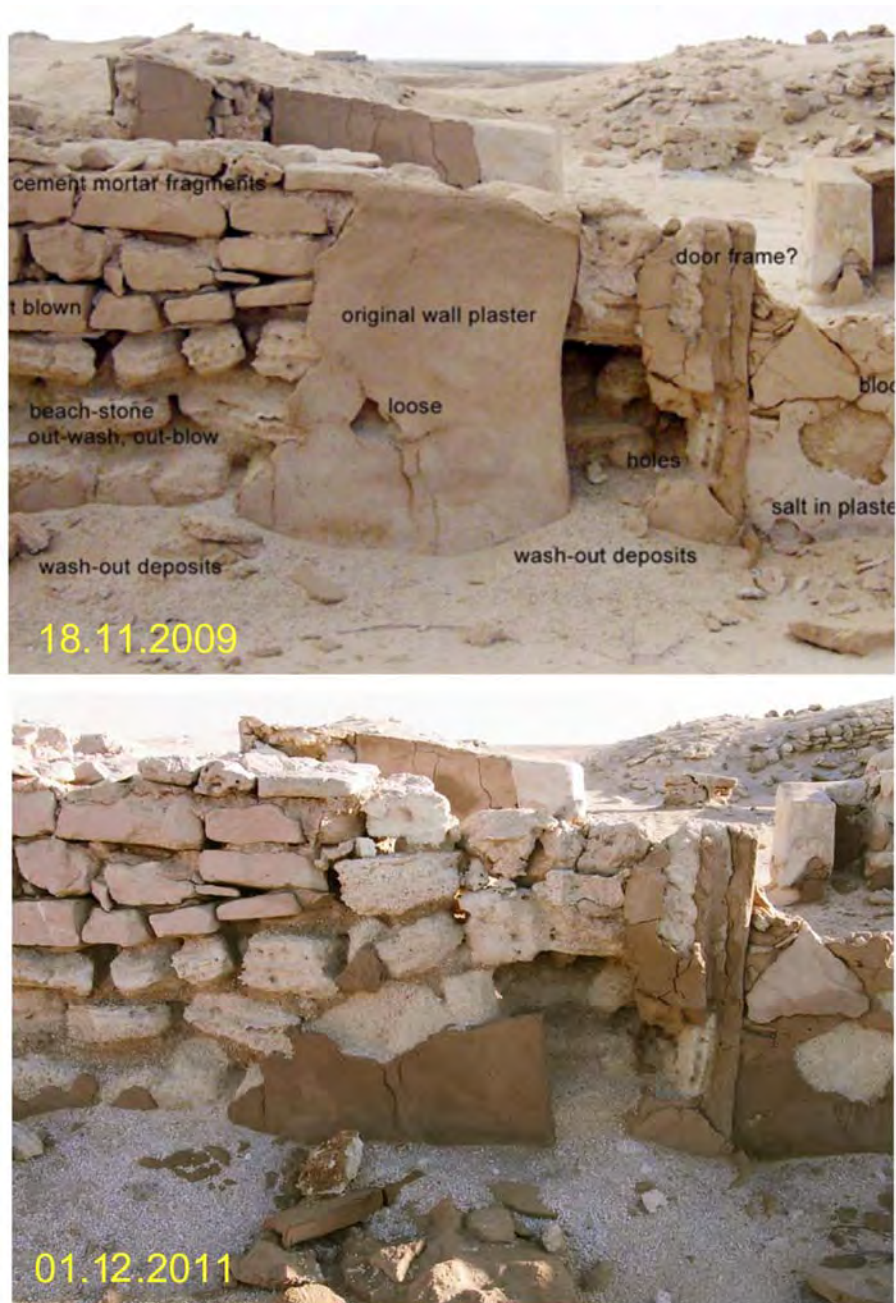 cement mortar fragments
door frame?
t blown
original wall plaster
beach-stone
out-wash, out-blow
loose
bloc
holes
salt in plaste
wash-out deposits
wash-out deposits
18.11.2009
01.12.2011